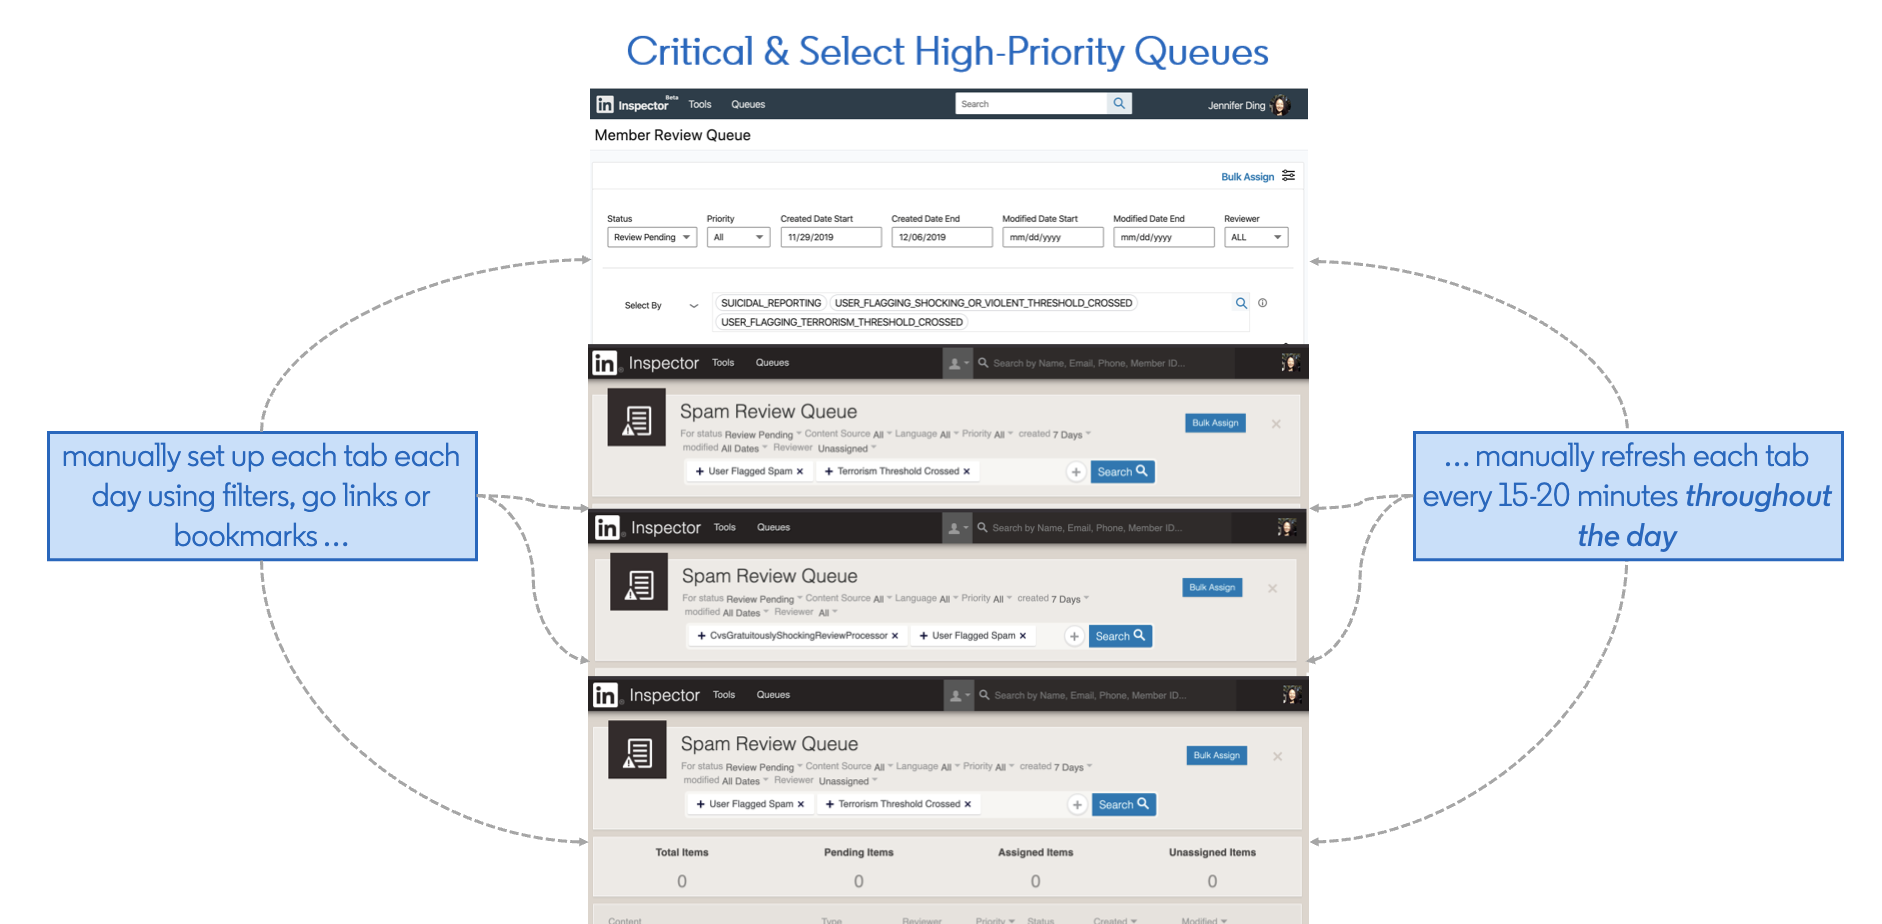 Critical & Select High-Priority Queues
in Inspector Beta Tools Queues Search Jennifer Ding
Member Review Queue
Bulk Assign
Status Priority Created Date Start Created Date End Modified Date Start Modified Date End Reviewer
Review Pending All 11/29/2019 12/06/2019 mm/dd/yyyy mm/dd/yyyy ALL
Select By
SUICIDAL_REPORTING USER_FLAGGING_SHOCKING_OR_VIOLENT_THRESHOLD_CROSSED
USER_FLAGGING_TERRORISM_THRESHOLD_CROSSED
in Inspector Tools Queues Search by Name, Email, Phone, Member ID...
Spam Review Queue
Bulk Assign ×
For status Review Pending Content Source All Language All Priority All created 7 Days
modified All Dates Reviewer Unassigned
+ User Flagged Spam × + Terrorism Threshold Crossed × + Search
in Inspector Tools Queues Search by Name, Email, Phone, Member ID...
Spam Review Queue
Bulk Assign ×
For status Review Pending Content Source All Language All Priority All created 7 Days
modified All Dates Reviewer All
+ CvsGratuitouslyShockingReviewProcessor × + User Flagged Spam × + Search
in Inspector Tools Queues Search by Name, Email, Phone, Member ID...
Spam Review Queue
Bulk Assign ×
For status Review Pending Content Source All Language All Priority All created 7 Days
modified All Dates Reviewer Unassigned
+ User Flagged Spam × + Terrorism Threshold Crossed × + Search
Total Items Pending Items Assigned Items Unassigned Items
0 0 0 0
Content Type Reviewer Priority Status Created Modified
manually set up each tab each
day using filters, go links or
bookmarks ...
... manually refresh each tab
every 15-20 minutes throughout
the day